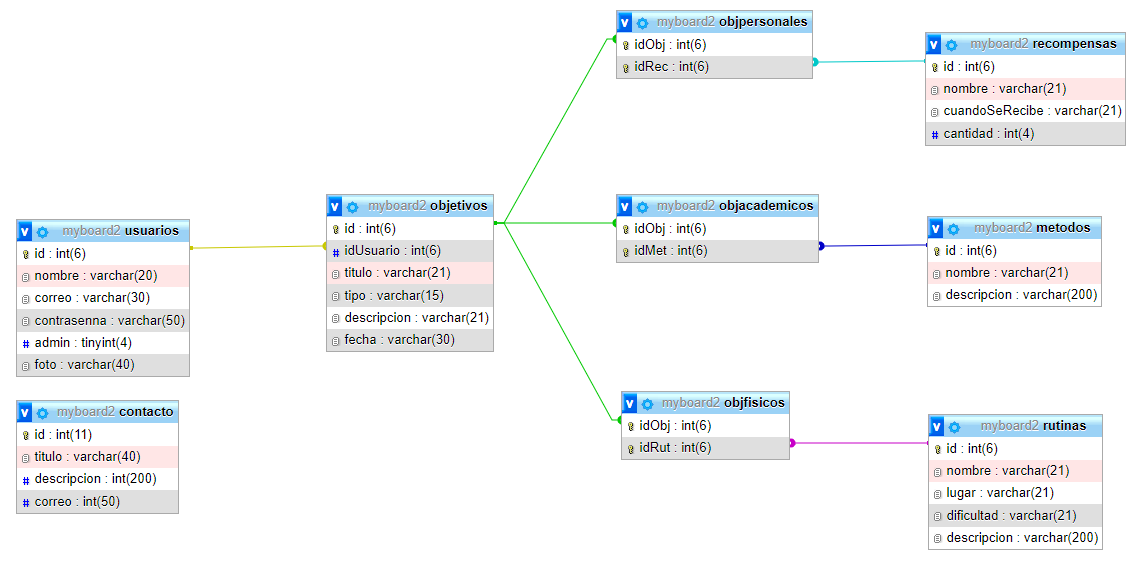 myboard2 usuarios
id : int(6)
nombre : varchar(20)
correo : varchar(30)
contrasenna : varchar(50)
admin : tinyint(4)
foto : varchar(40)
myboard2 contacto
id : int(11)
titulo : varchar(40)
descripcion : int(200)
correo : int(50)
myboard2 objetivos
id : int(6)
idUsuario : int(6)
titulo : varchar(21)
tipo : varchar(15)
descripcion : varchar(21)
fecha : varchar(30)
myboard2 objpersonales
idObj : int(6)
idRec : int(6)
myboard2 objacademicos
idObj : int(6)
idMet : int(6)
myboard2 objfisicos
idObj : int(6)
idRut : int(6)
myboard2 recompensas
id : int(6)
nombre : varchar(21)
cuandoSeRecibe : varchar(21)
cantidad : int(4)
myboard2 metodos
id : int(6)
nombre : varchar(21)
descripcion : varchar(200)
myboard2 rutinas
id : int(6)
nombre : varchar(21)
lugar : varchar(21)
dificultad : varchar(21)
descripcion : varchar(200)